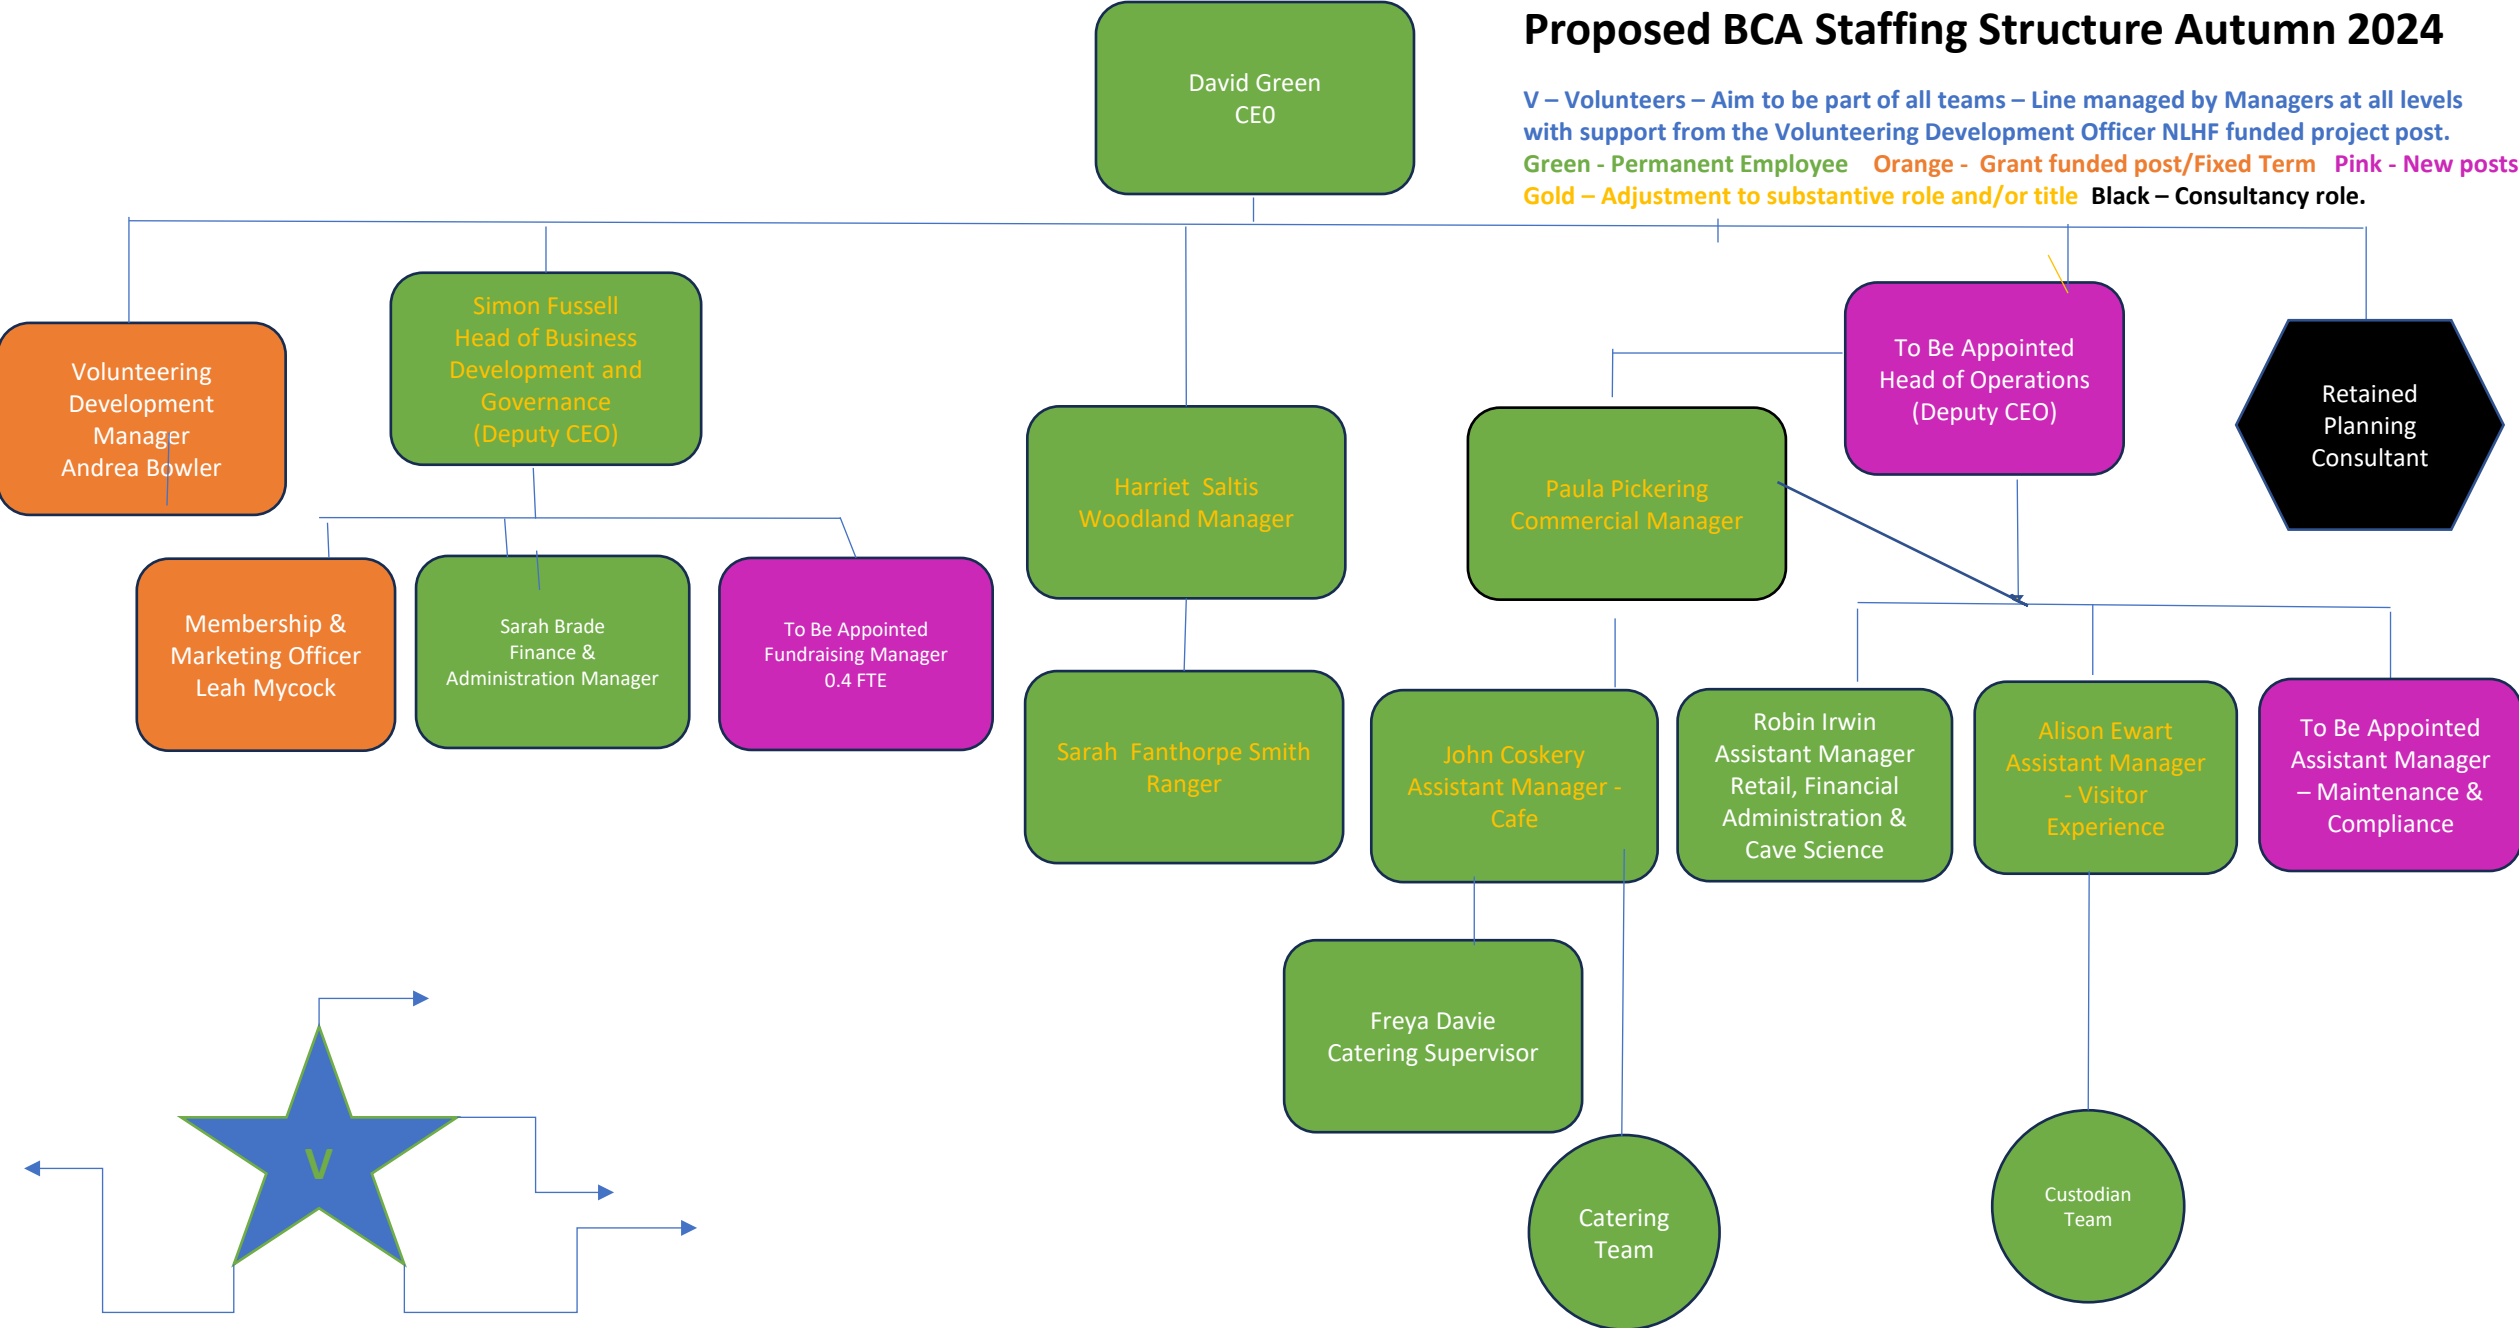 Proposed BCA Staffing Structure Autumn 2024
V – Volunteers – Aim to be part of all teams – Line managed by Managers at all levels
with support from the Volunteering Development Officer NLHF funded project post.
Green - Permanent Employee Orange - Grant funded post/Fixed Term Pink - New posts
Gold – Adjustment to substantive role and/or title Black – Consultancy role.
David Green
CE0
Volunteering
Development
Manager
Andrea Bowler
Simon Fussell
Head of Business
Development and
Governance
(Deputy CEO)
Harriet Saltis
Woodland Manager
Paula Pickering
Commercial Manager
To Be Appointed
Head of Operations
(Deputy CEO)
Retained
Planning
Consultant
Membership &
Marketing Officer
Leah Mycock
Sarah Brade
Finance &
Administration Manager
To Be Appointed
Fundraising Manager
0.4 FTE
Sarah Fanthorpe Smith
Ranger
John Coskery
Assistant Manager -
Cafe
Robin Irwin
Assistant Manager
Retail, Financial
Administration &
Cave Science
Alison Ewart
Assistant Manager
- Visitor
Experience
To Be Appointed
Assistant Manager
– Maintenance &
Compliance
Freya Davie
Catering Supervisor
V
Catering
Team
Custodian
Team